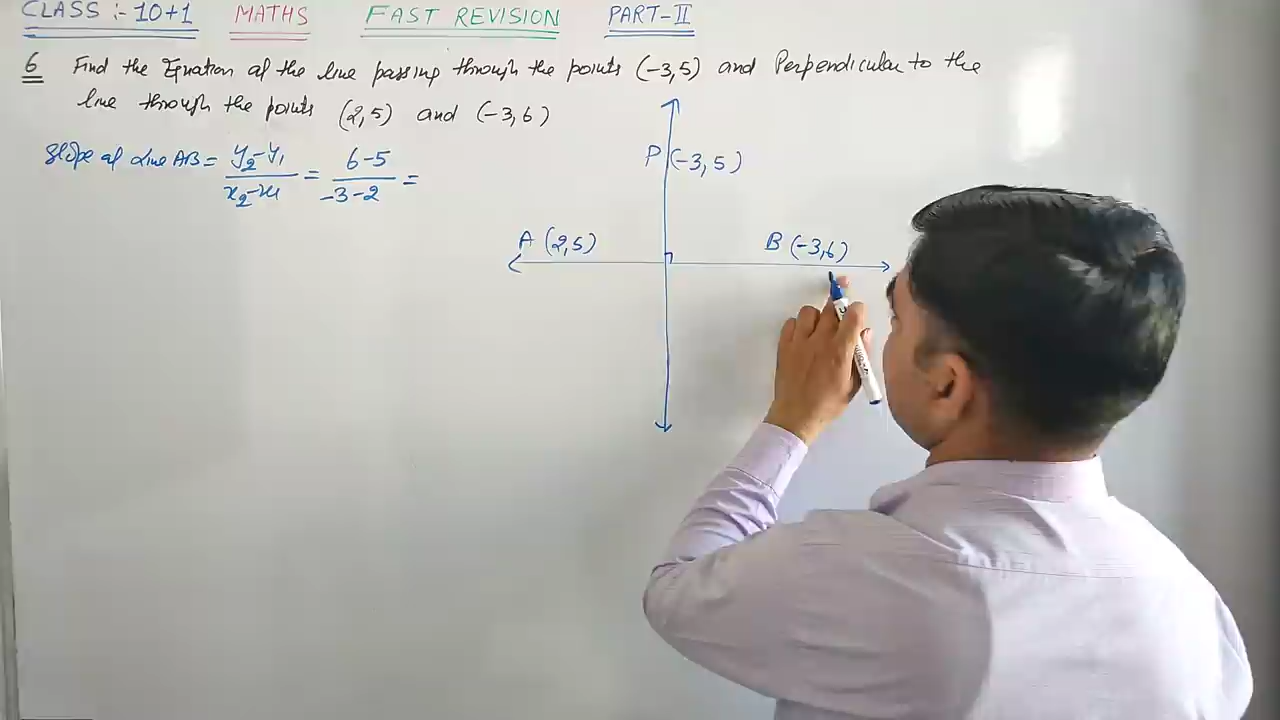 CLASS :- 10+1 MATHS FAST REVISION PART-II
6 Find the Equation of the line passing through the points (-3,5) and Perpendicular to the
line through the points (2,5) and (-3,6)
Slope of Line AB = y₂-y₁ / x₂-x₁ = 6-5 / -3-2 =
P (-3,5)
A (2,5) B (-3,6)